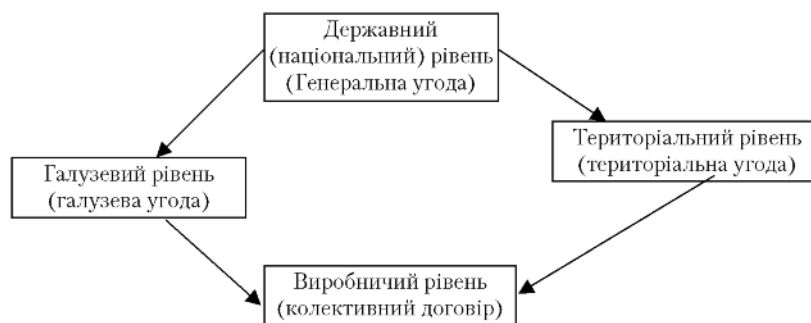 Державний
(національний) рівень
(Генеральна угода)
Територіальний рівень
(територіальна угода)
Галузевий рівень
(галузева угода)
Виробничий рівень
(колективний договір)